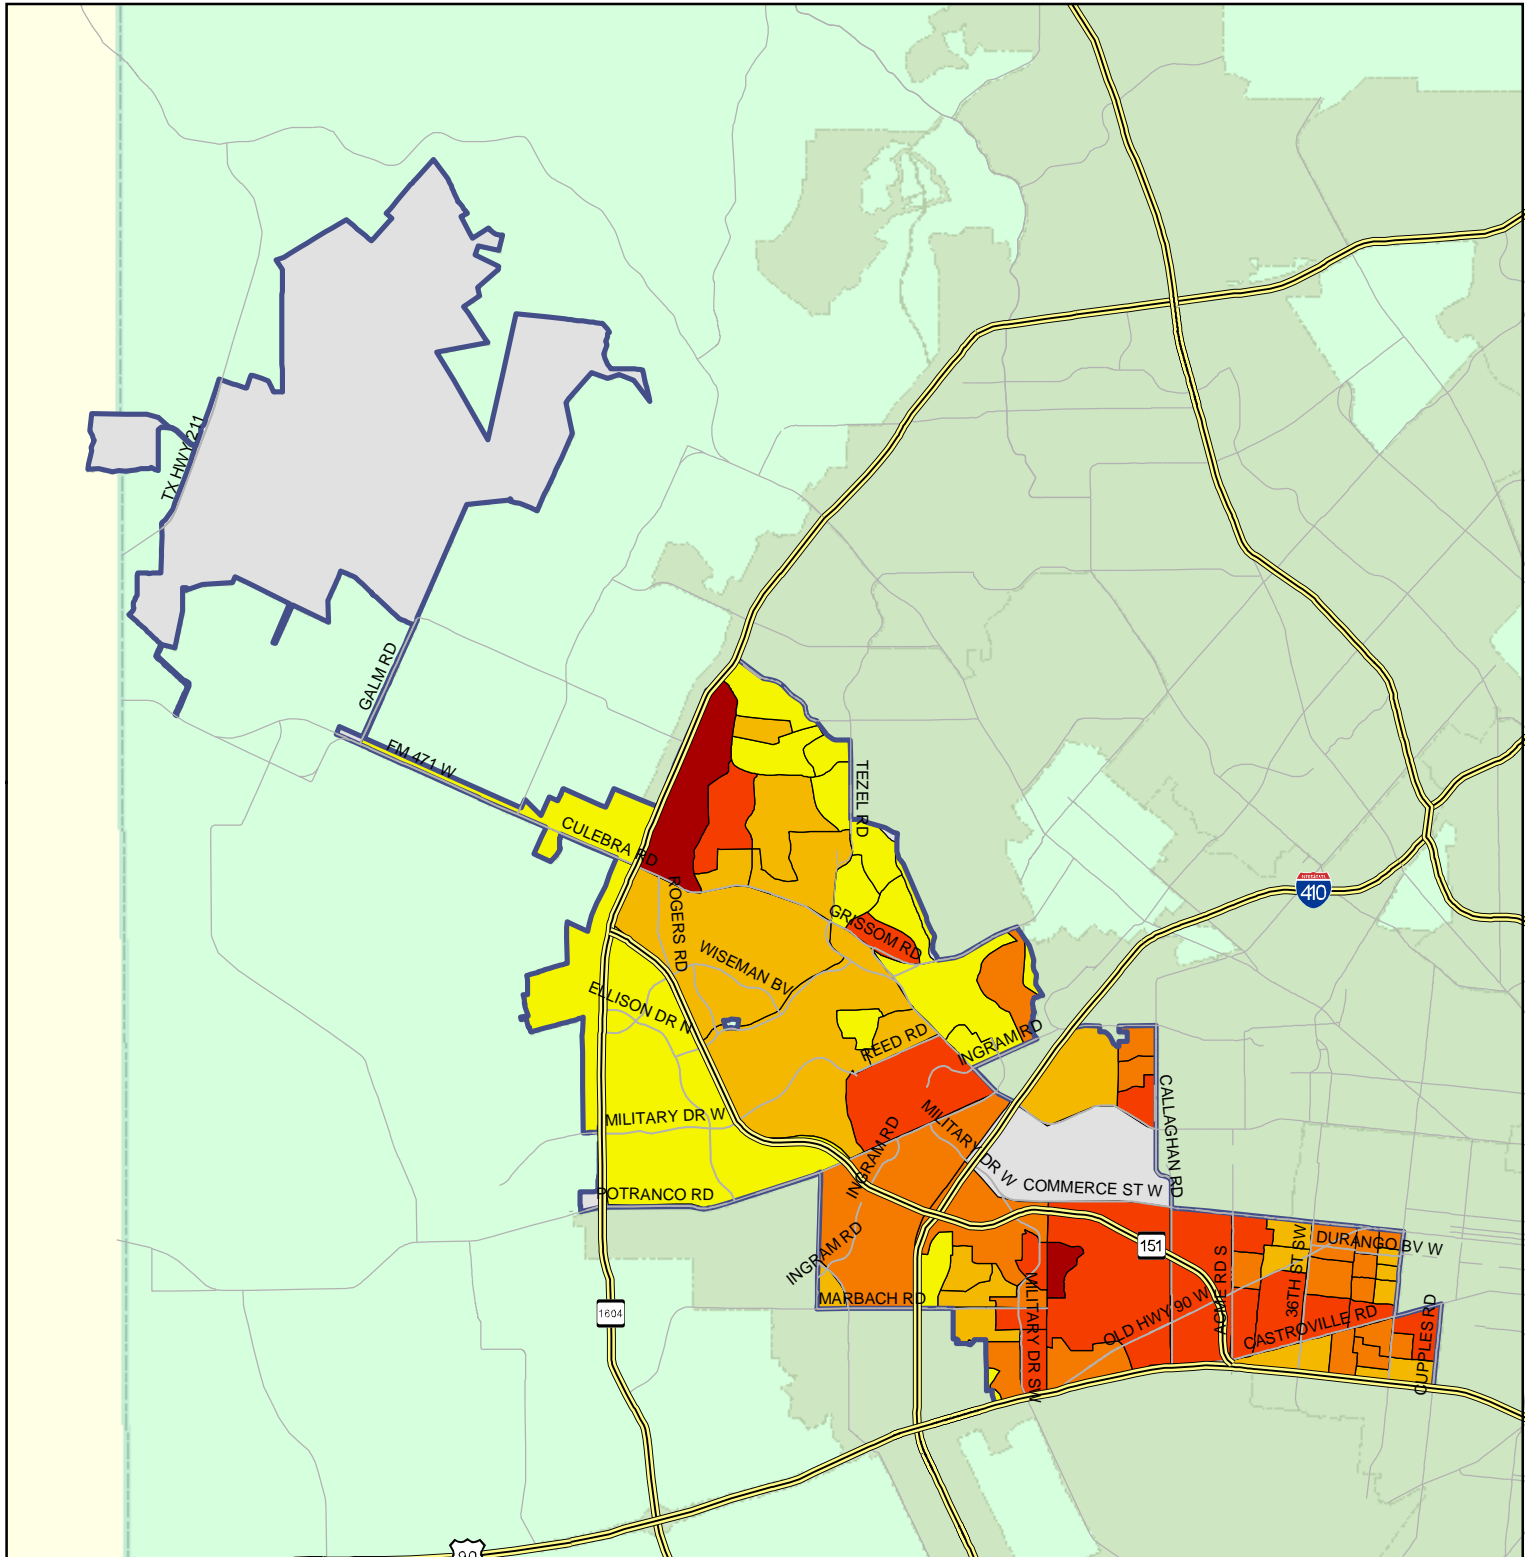 TX HWY 211
GALM RD
FM 471 W
CULEBRA RD
TEZEL RD
ROGERS RD
GRISSOM RD
WISEMAN BV
INTERSTATE
410
ELLISON DR N
REED RD
INGRAM RD
MILITARY DR W
MILITARY DR W
CALLAGHAN RD
INGRAM RD
COMMERCE ST W
POTRANCO RD
INGRAM RD
151
ACME RD S
36TH ST SW
DURANGO BV W
MARBACH RD
1604
MILITARY DR SW
OLD HWY 90 W
CASTROVILLE RD
CUPPLES RD
90